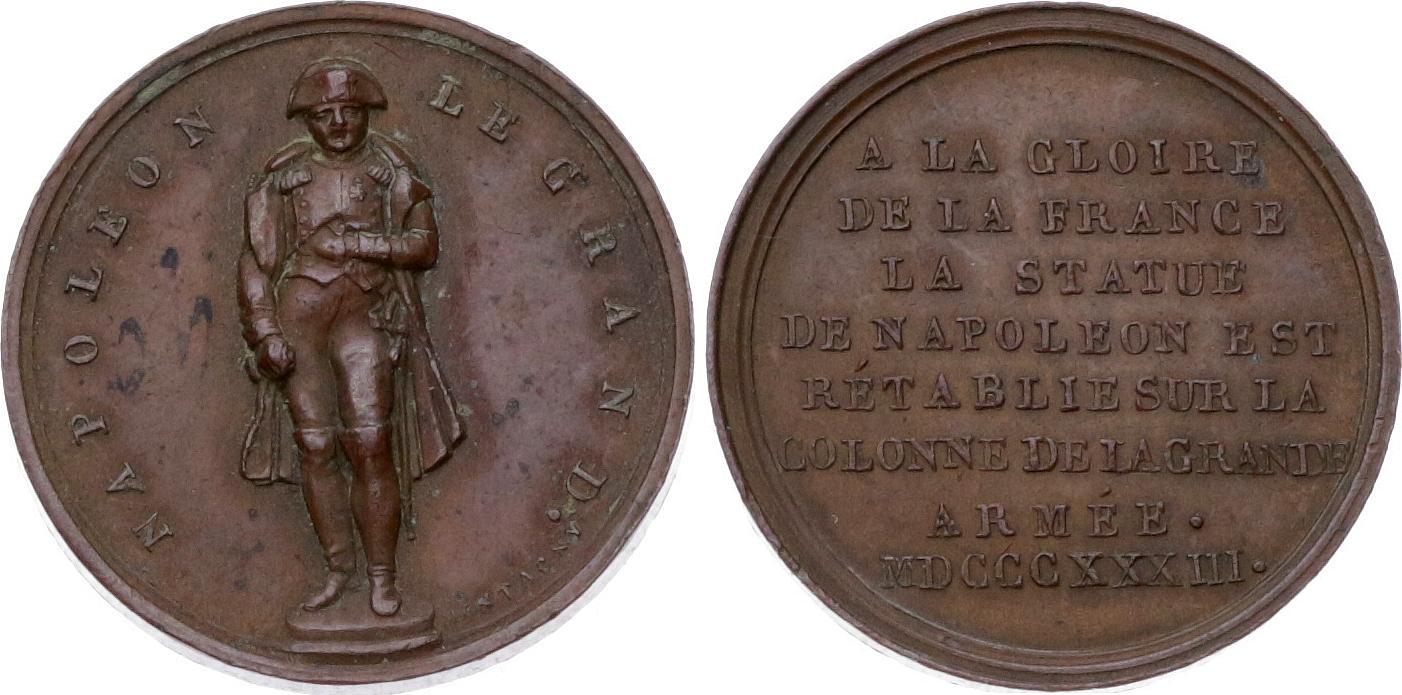 NAPOLEON LE GRAND.
A LA GLOIRE
DE LA FRANCE
LA STATUE
DE NAPOLEON EST
RÉTABLIE SUR LA
COLONNE DE LA GRANDE
ARMÉE.
MDCCCXXXIII.